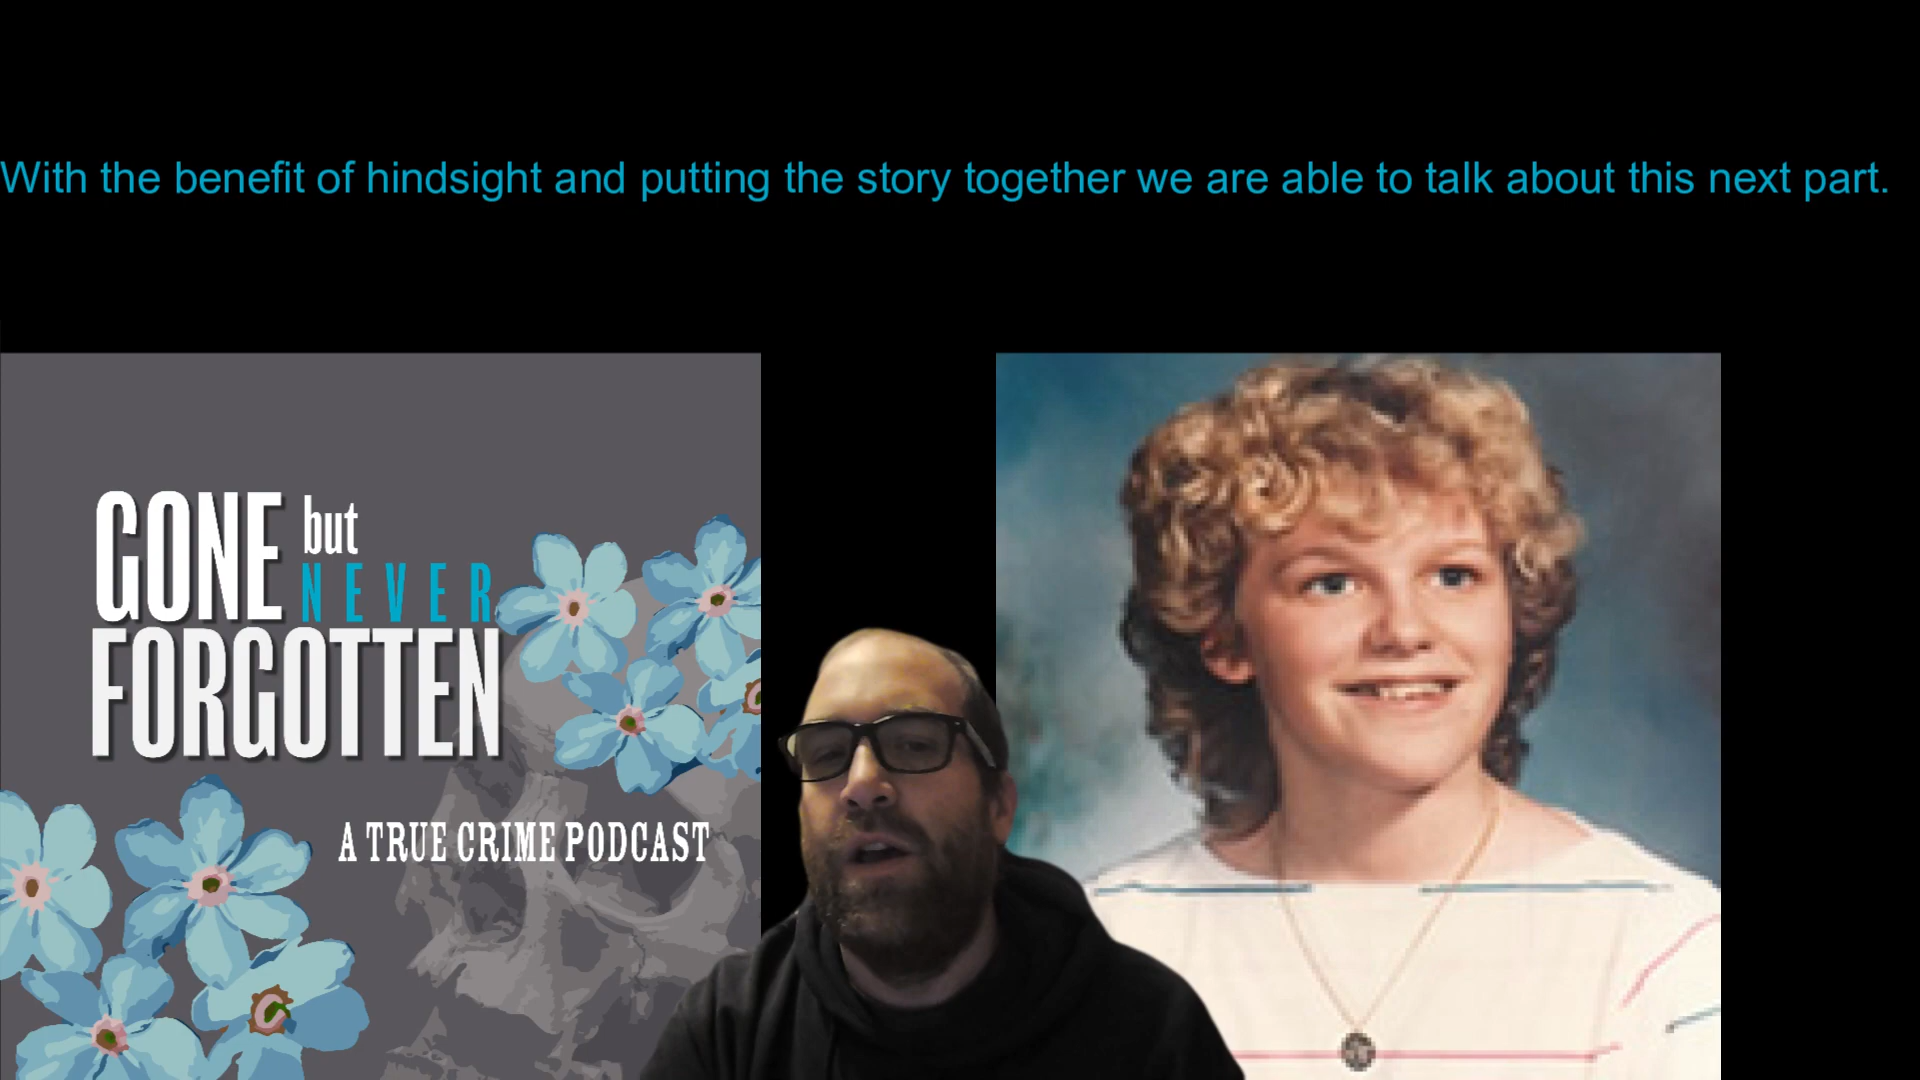 With the benefit of hindsight and putting the story together we are able to talk about this next part.
GONE but
NEVER
FORGOTTEN
A TRUE CRIME PODCAST